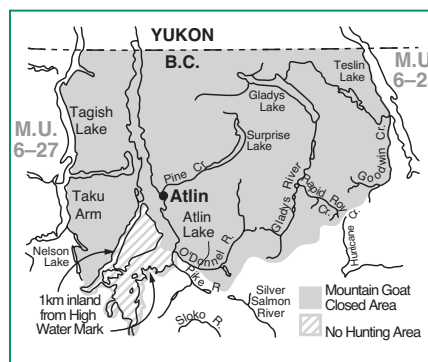 YUKON
B.C.
Teslin
Lake
M.U.
6–2
Gladys
Lake
Tagish
Lake
Surprise
Lake
M.U.
6–27
Pine Cr.
Goodwin Cr.
Atlin
Rapid Roy
Cr.
Gladys River
Taku
Arm
Atlin
Lake
Hurricane Cr.
O'Donnel R.
Nelson
Lake
Pike R.
1km inland
from High
Water Mark
Silver
Salmon
River
Sloko R.
Mountain Goat
Closed Area
No Hunting Area